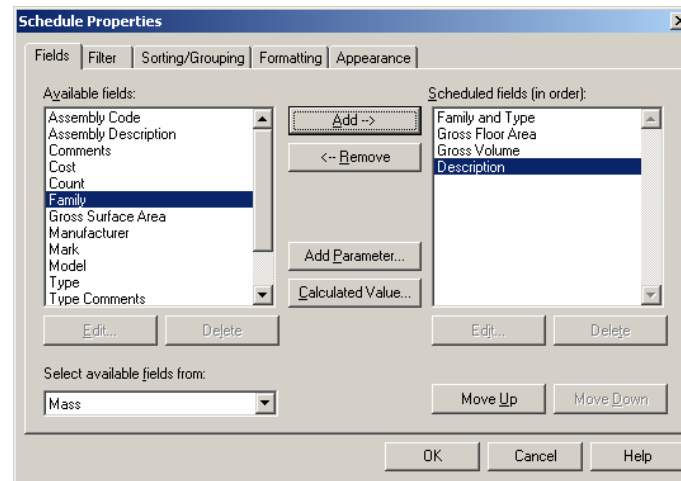 Schedule Properties
Fields Filter Sorting/Grouping Formatting Appearance
Available fields:
Assembly Code
Assembly Description
Comments
Cost
Count
Family
Gross Surface Area
Manufacturer
Mark
Model
Type
Type Comments
Edit... Delete
Select available fields from:
Mass
Add -->
<-- Remove
Add Parameter...
Calculated Value...
Scheduled fields (in order):
Family and Type
Gross Floor Area
Gross Volume
Description
Edit... Delete
Move Up Move Down
OK Cancel Help